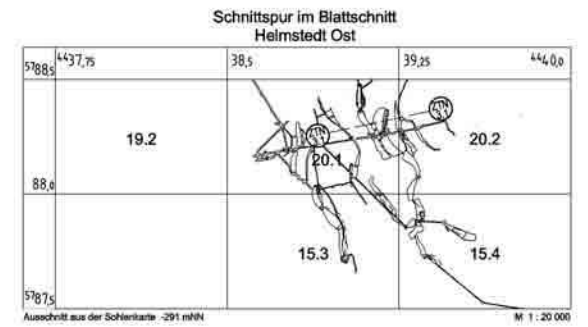 Schnittspur im Blattschnitt
Helmstedt Ost
4437,75 38,5 39,25 4440,0
5788,5
19.2 20.1 20.2
88,0
15.3 15.4
5787,5
Ausschnitt aus der Sohlenkarte -291 mNN M 1 : 20 000